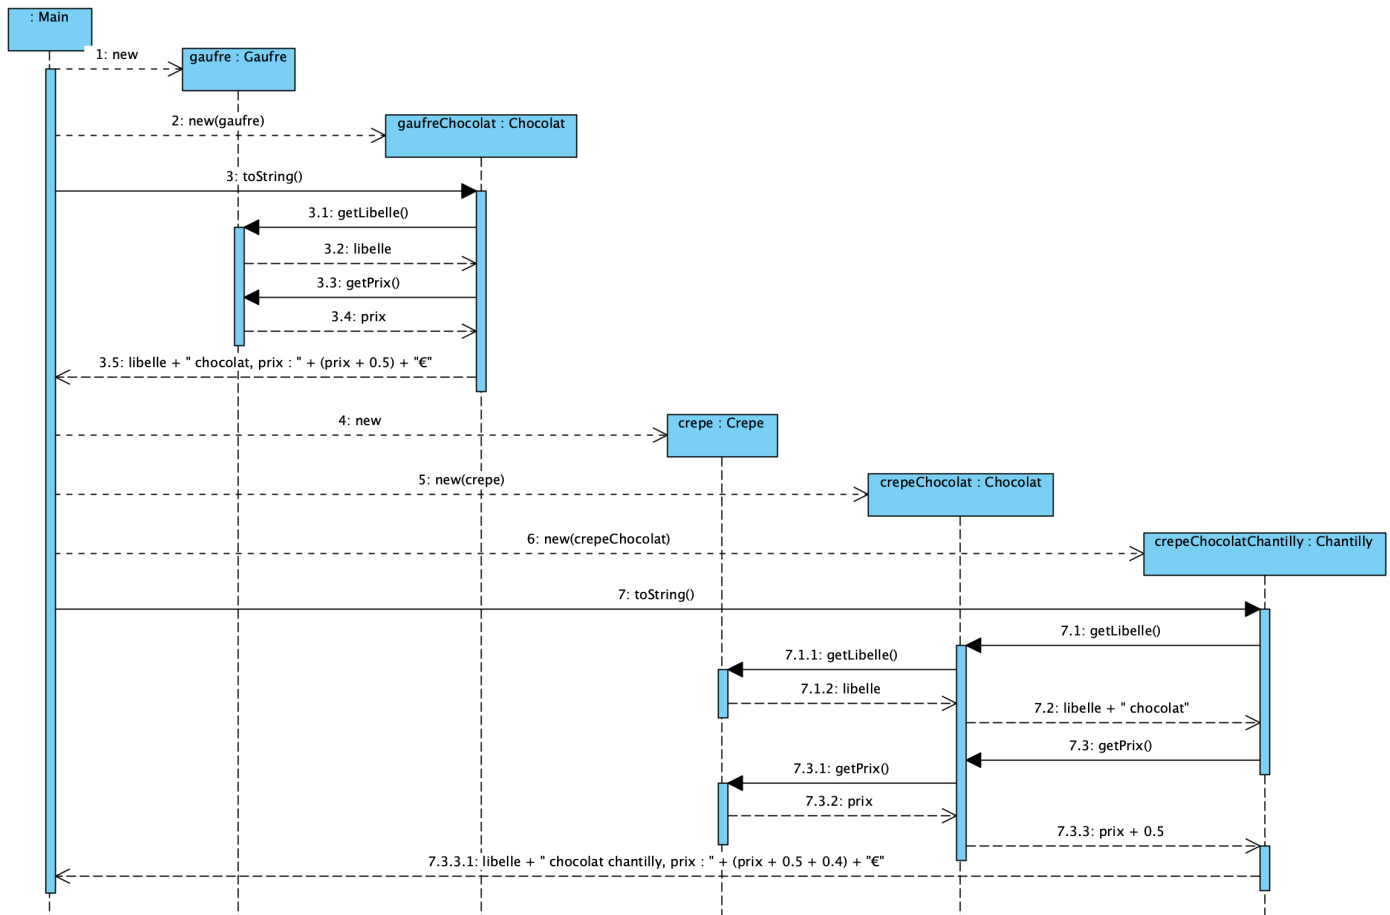 : Main
1: new
gaufre : Gaufre
2: new(gaufre)
gaufreChocolat : Chocolat
3: toString()
3.1: getLibelle()
3.2: libelle
3.3: getPrix()
3.4: prix
3.5: libelle + " chocolat, prix : " + (prix + 0.5) + "€"
4: new
crepe : Crepe
5: new(crepe)
crepeChocolat : Chocolat
6: new(crepeChocolat)
crepeChocolatChantilly : Chantilly
7: toString()
7.1: getLibelle()
7.1.1: getLibelle()
7.1.2: libelle
7.2: libelle + " chocolat"
7.3: getPrix()
7.3.1: getPrix()
7.3.2: prix
7.3.3: prix + 0.5
7.3.3.1: libelle + " chocolat chantilly, prix : " + (prix + 0.5 + 0.4) + "€"